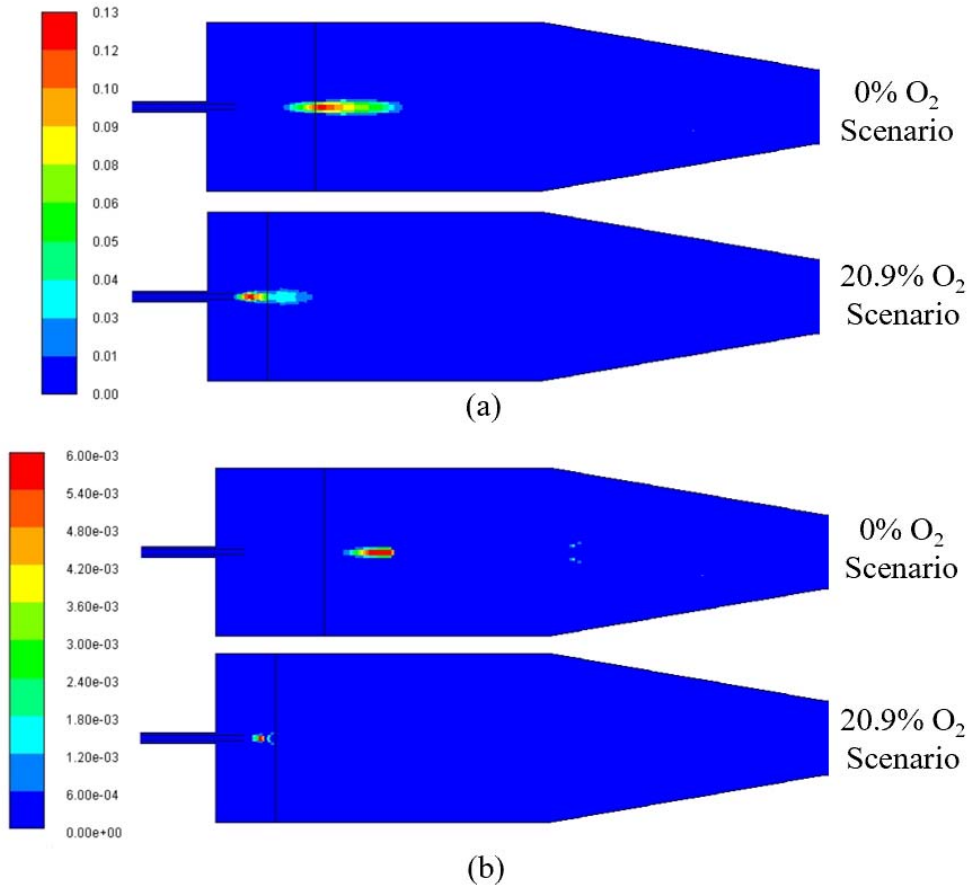 0.13
0.12
0.10
0.09
0.08
0.06
0.05
0.04
0.03
0.01
0.00
0% O₂
Scenario
20.9% O₂
Scenario
(a)
6.00e-03
5.40e-03
4.80e-03
4.20e-03
3.60e-03
3.00e-03
2.40e-03
1.80e-03
1.20e-03
6.00e-04
0.00e+00
0% O₂
Scenario
20.9% O₂
Scenario
(b)